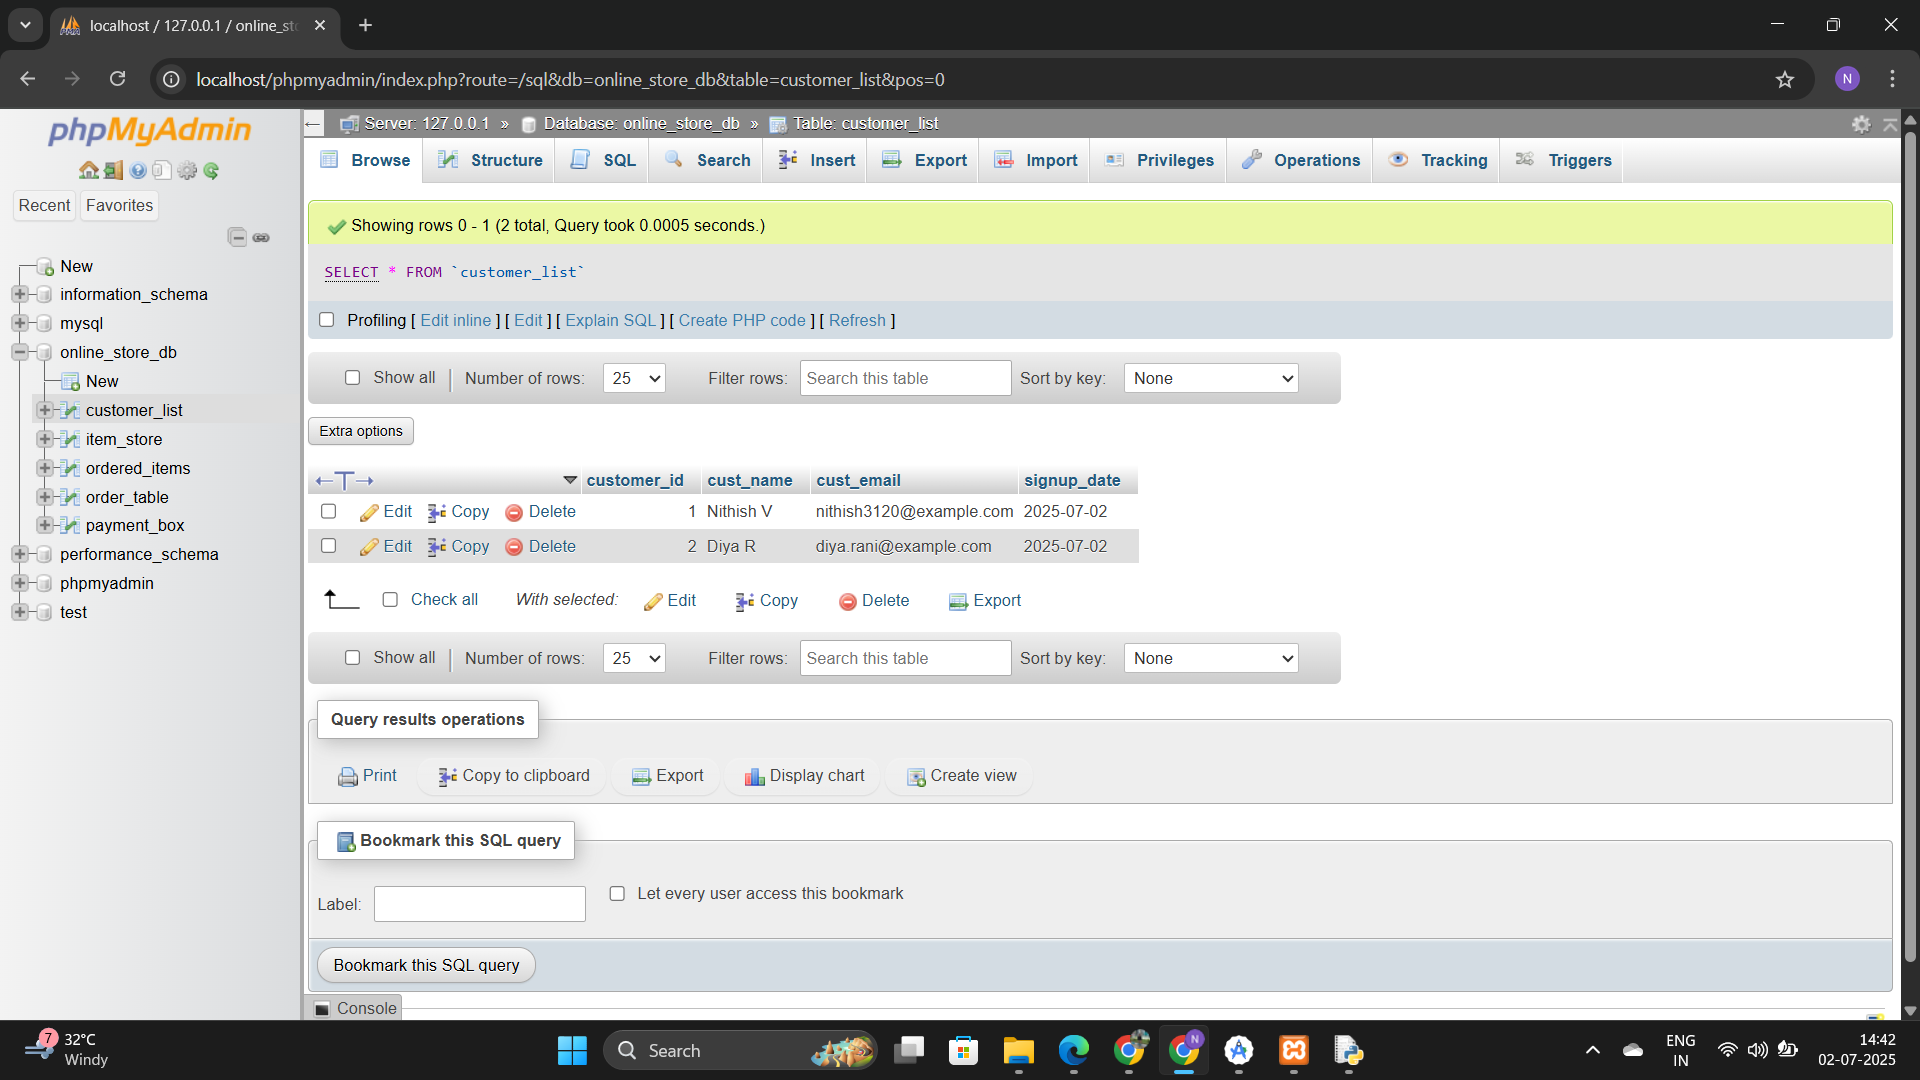 localhost / 127.0.0.1 / online_sto
localhost/phpmyadmin/index.php?route=/sql&db=online_store_db&table=customer_list&pos=0
N
phpMyAdmin
Recent Favorites
New
information_schema
mysql
online_store_db
New
customer_list
item_store
ordered_items
order_table
payment_box
performance_schema
phpmyadmin
test
Server: 127.0.0.1 » Database: online_store_db » Table: customer_list
Browse Structure SQL Search Insert Export Import Privileges Operations Tracking Triggers
Showing rows 0 - 1 (2 total, Query took 0.0005 seconds.)
SELECT * FROM `customer_list`
Profiling [ Edit inline ] [ Edit ] [ Explain SQL ] [ Create PHP code ] [ Refresh ]
Show all Number of rows: 25 Filter rows: Search this table Sort by key: None
Extra options
←T→ customer_id cust_name cust_email signup_date
Edit Copy Delete 1 Nithish V nithish3120@example.com 2025-07-02
Edit Copy Delete 2 Diya R diya.rani@example.com 2025-07-02
Check all With selected: Edit Copy Delete Export
Show all Number of rows: 25 Filter rows: Search this table Sort by key: None
Query results operations
Print Copy to clipboard Export Display chart Create view
Bookmark this SQL query
Label: Let every user access this bookmark
Bookmark this SQL query
Console
7 32°C
Windy
Search
N
ENG
IN
14:42
02-07-2025